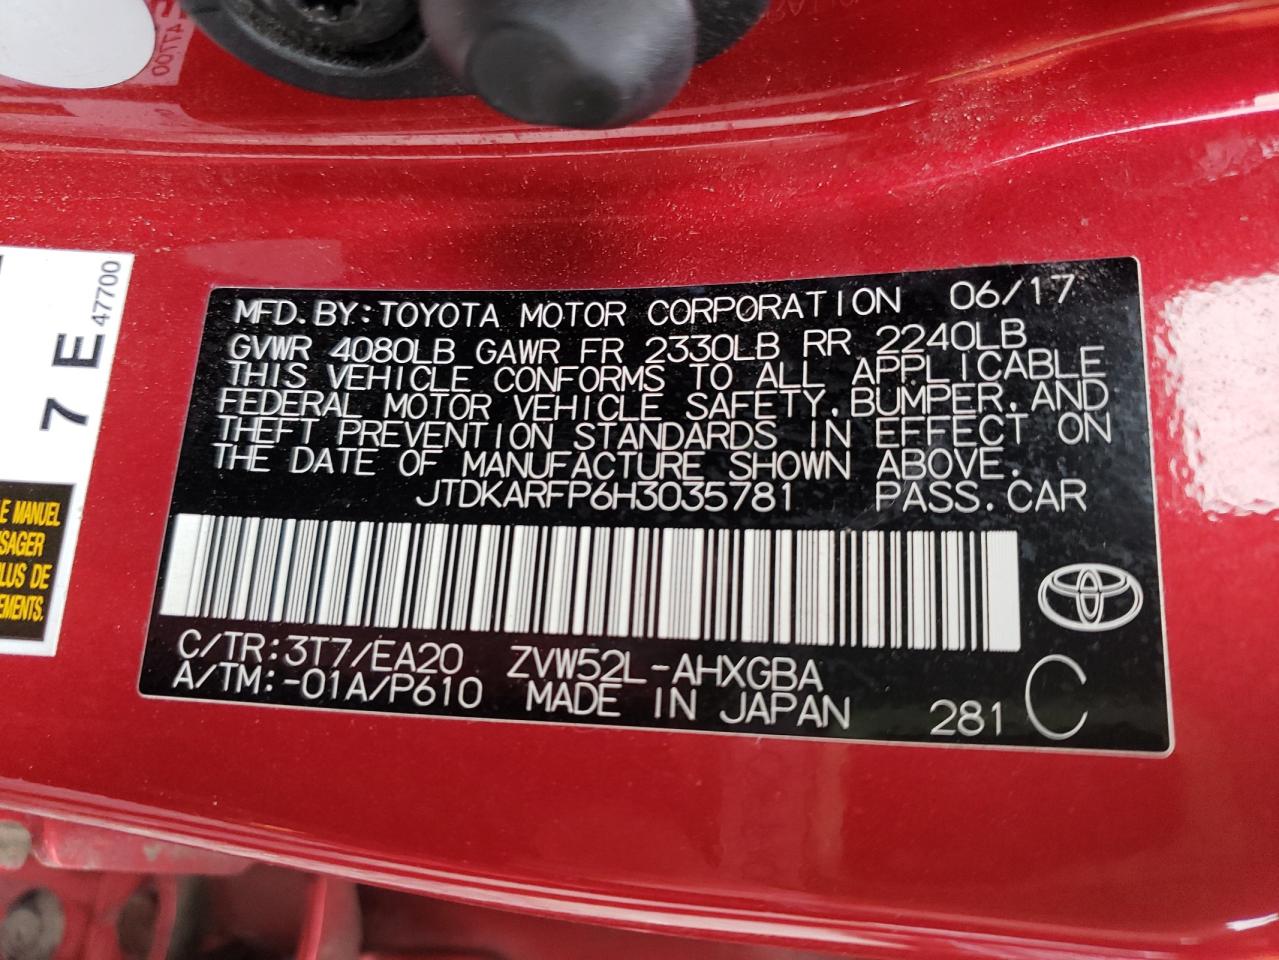 47700
MFD. BY: TOYOTA MOTOR CORPORATION 06/17
GVWR 4080LB GAWR FR 2330LB RR 2240LB
THIS VEHICLE CONFORMS TO ALL APPLICABLE
FEDERAL MOTOR VEHICLE SAFETY, BUMPER, AND
THEFT PREVENTION STANDARDS IN EFFECT ON
THE DATE OF MANUFACTURE SHOWN ABOVE.
JTDKARFP6H3035781 PASS. CAR
C/TR: 3T7/EA20 ZVW52L-AHXGBA
A/TM: -01A/P610 MADE IN JAPAN 281 C
7 E
47700
MANUEL
PLUS DE